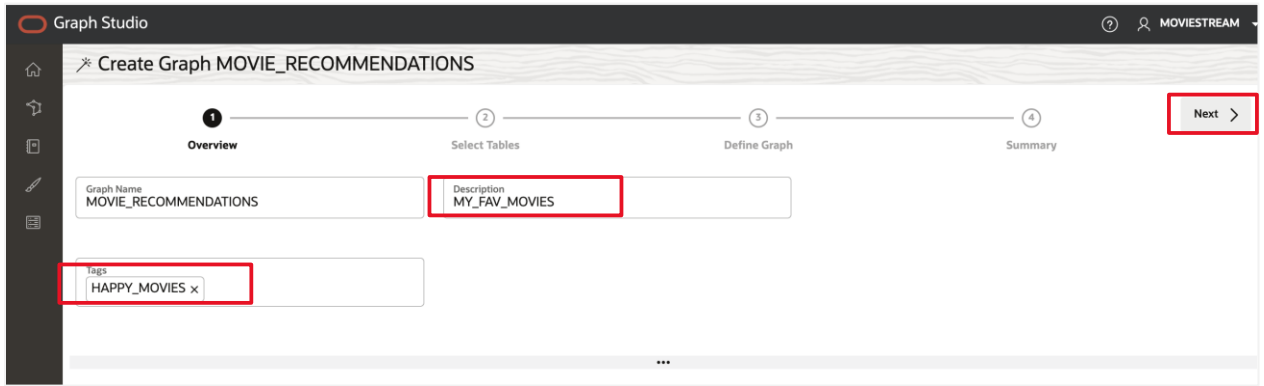 Graph Studio
? MOVIESTREAM
Create Graph MOVIE_RECOMMENDATIONS
1 2 3 4
Next
Overview Select Tables Define Graph Summary
Graph Name
MOVIE_RECOMMENDATIONS
Description
MY_FAV_MOVIES
Tags
HAPPY_MOVIES ×
•••